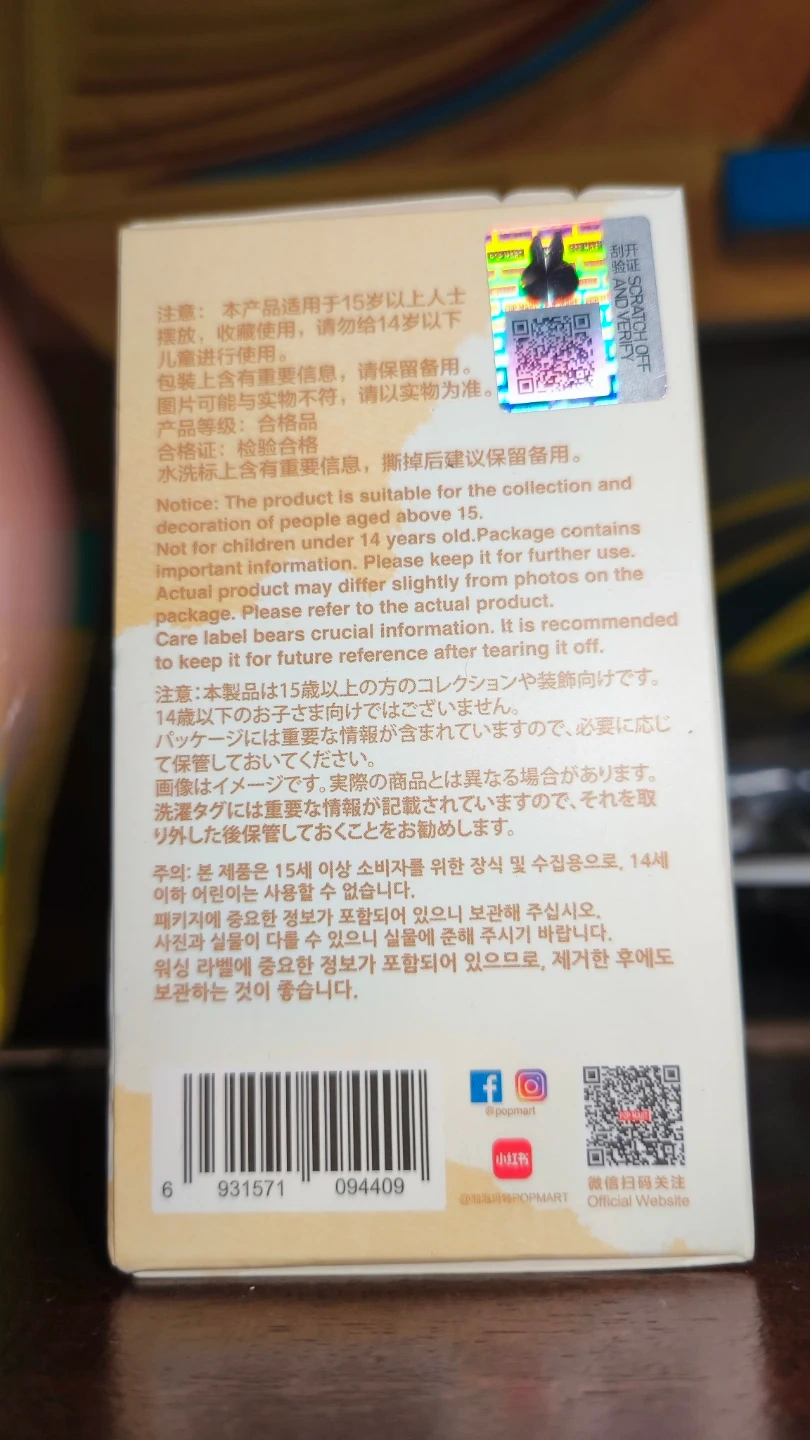 注意： 本产品适用于15岁以上人士
摆放，收藏使用，请勿给14岁以下
儿童进行使用。
包装上含有重要信息，请保留备用。
图片可能与实物不符，请以实物为准。
产品等级：合格品
合格证：检验合格
水洗标上含有重要信息，撕掉后建议保留备用。
刮开
验证
SCRATCH OFF
AND VERIFY
POP MART
Notice: The product is suitable for the collection and
decoration of people aged above 15.
Not for children under 14 years old.Package contains
important information. Please keep it for further use.
Actual product may differ slightly from photos on the
package. Please refer to the actual product.
Care label bears crucial information. It is recommended
to keep it for future reference after tearing it off.
注意：本製品は15歳以上の方のコレクションや装飾向けです。
14歳以下のお子さま向けではございません。
パッケージには重要な情報が含まれていますので、必要に応じ
て保管しておいてください。
画像はイメージです。実際の商品とは異なる場合があります。
洗濯タグには重要な情報が記載されていますので、それを取
り外した後保管しておくことをお勧めします。
주의: 본 제품은 15세 이상 소비자를 위한 장식 및 수집용으로, 14세
이하 어린이는 사용할 수 없습니다.
패키지에 중요한 정보가 포함되어 있으니 보관해 주십시오.
사진과 실물이 다를 수 있으니 실물에 준해 주시기 바랍니다.
워싱 라벨에 중요한 정보가 포함되어 있으므로, 제거한 후에도
보관하는 것이 좋습니다.
6 931571 094409
@popmart
小红书
@泡泡玛特POPMART
POP MART
微信扫码关注
Official Website